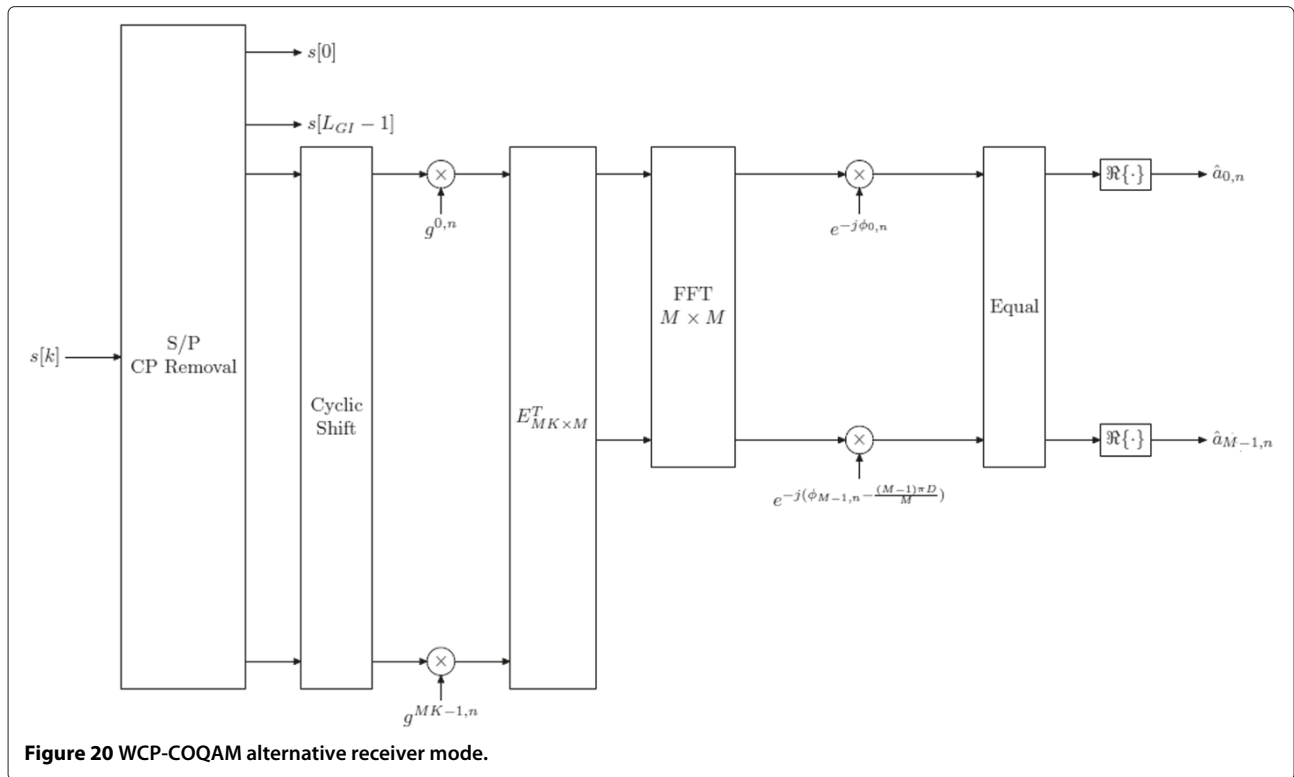 s[0]
s[L_{GI} − 1]
s[k]
S/P
CP Removal
Cyclic
Shift
×
g^{0,n}
×
g^{MK−1,n}
E^T_{MK×M}
FFT
M × M
×
e^{−jϕ_{0,n}}
×
e^{−j(ϕ_{M−1,n} − \frac{(M−1)πD}{M})}
Equal
ℜ{·}
â_{0,n}
ℜ{·}
â_{M−1,n}
Figure 20 WCP-COQAM alternative receiver mode.